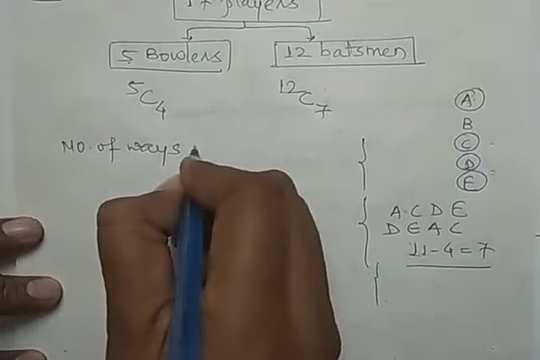 17 players
5 Bowlers
12 batsmen
5C4
12C7
No. of ways
A
B
C
D
E
A C D E
D E A C
11-4=7